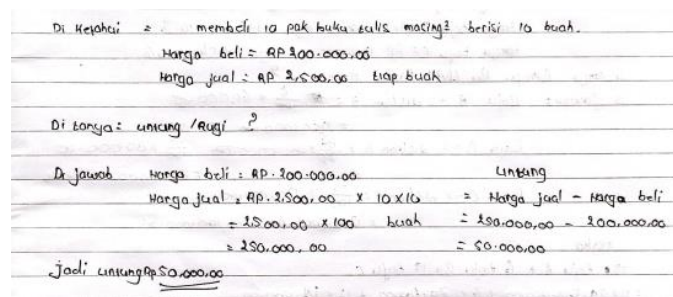 Di Ketahui = membeli 10 pak buku tulis masing2 berisi 10 buah.
Harga beli = RP 200.000,00
Harga jual = RP 2,500,00 tiap buah
Di tanya = untung /Rugi ?
Di jawab Harga beli = RP. 200.000,00 untung
Harga jual = RP. 2.500,00 x 10x10 = Harga jual - Harga beli
= 2500,00 x 100 buah = 250.000,00 - 200.000,00
= 250.000,00 = 50.000,00
jadi untung Rp 50.000,00